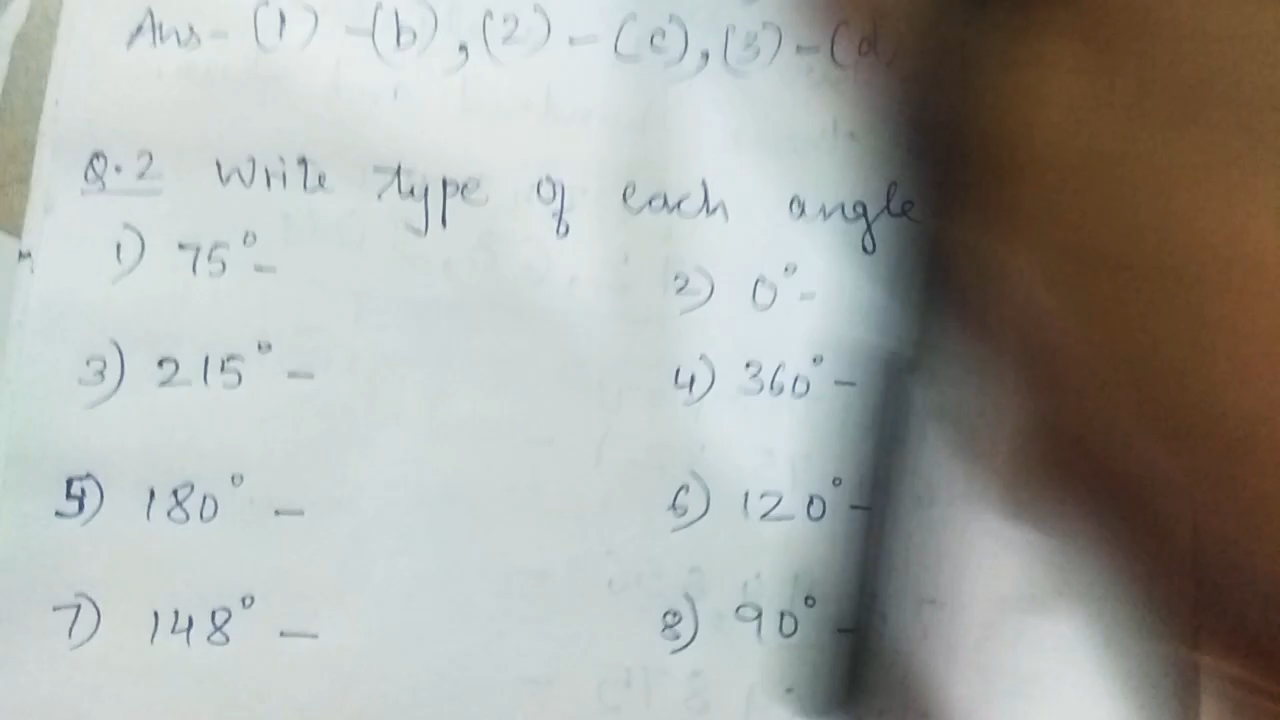 Ans- (1) -(b), (2) - (c), (3) - (d
Q.2 Write type of each angle
1) 75° -
2) 0° -
3) 215° -
4) 360° -
5) 180° -
6) 120° -
7) 148° -
8) 90° -